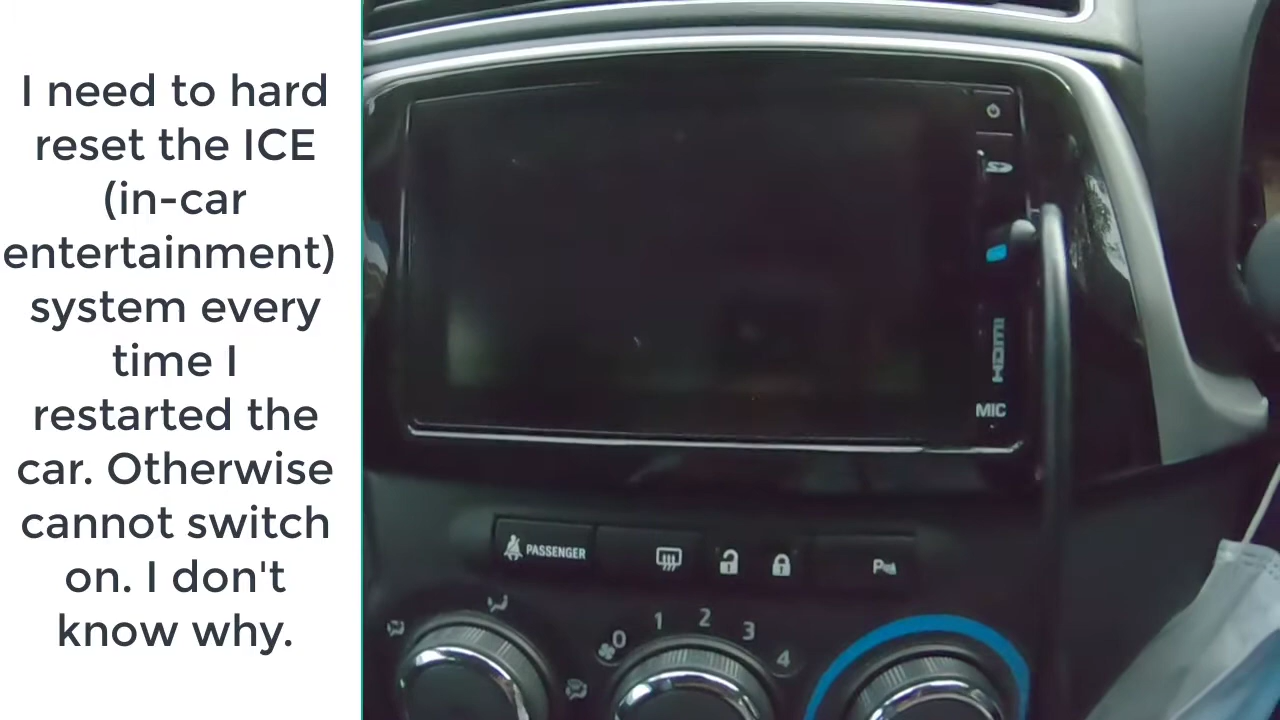 I need to hard
reset the ICE
(in-car
entertainment)
system every
time I
restarted the
car. Otherwise
cannot switch
on. I don't
know why.
HDMI
MIC
PASSENGER
0 1 2 3 4